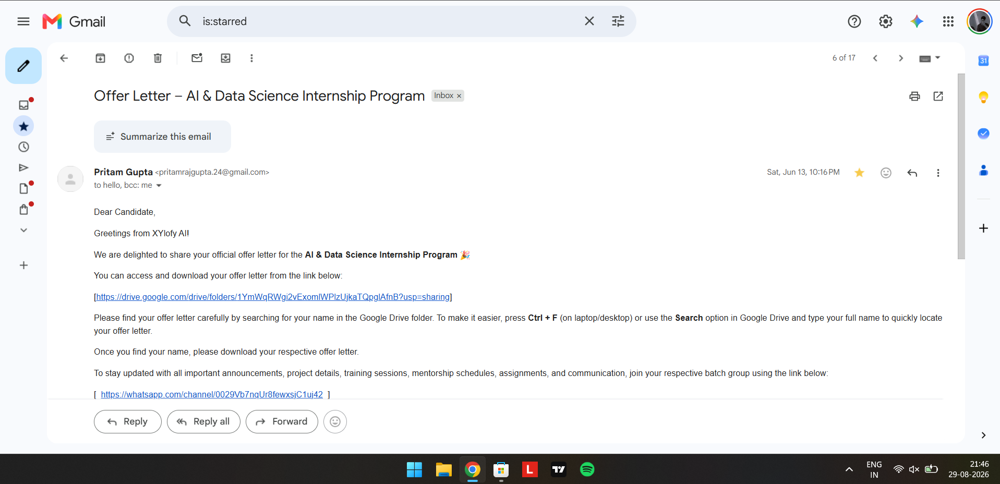 Gmail
is:starred
6 of 17
31
Offer Letter – AI & Data Science Internship Program
Inbox ×
Summarize this email
Pritam Gupta <pritamrajgupta.24@gmail.com>
Sat, Jun 13, 10:16 PM
to hello, bcc: me
Dear Candidate,
Greetings from XYlofy AI!
We are delighted to share your official offer letter for the AI & Data Science Internship Program 🎉
You can access and download your offer letter from the link below:
[https://drive.google.com/drive/folders/1YmWqRWgi2vExomlWPlzUjkaTQpglAfnB?usp=sharing]
Please find your offer letter carefully by searching for your name in the Google Drive folder. To make it easier, press Ctrl + F (on laptop/desktop) or use the Search option in Google Drive and type your full name to quickly locate
your offer letter.
Once you find your name, please download your respective offer letter.
To stay updated with all important announcements, project details, training sessions, mentorship schedules, assignments, and communication, join your respective batch group using the link below:
[ https://whatsapp.com/channel/0029Vb7nqUr8fewxsjC1uj42 ]
Reply
Reply all
Forward
L
ENG
IN
21:46
29-08-2026